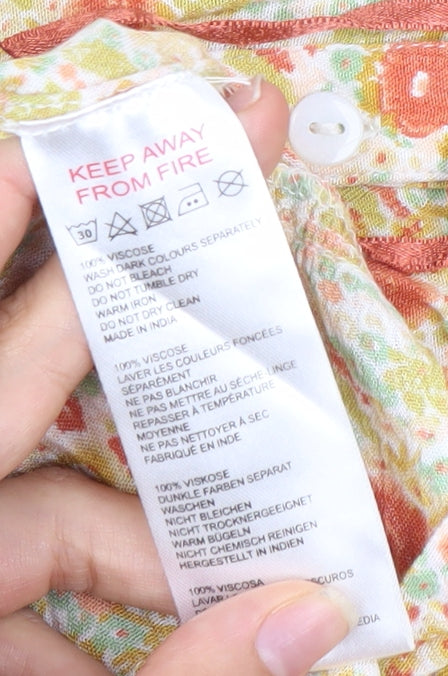 KEEP AWAY
FROM FIRE
30
100% VISCOSE
WASH DARK COLOURS SEPARATELY
DO NOT BLEACH
DO NOT TUMBLE DRY
WARM IRON
DO NOT DRY CLEAN
MADE IN INDIA
100% VISCOSE
LAVER LES COULEURS FONCÉES
SÉPARÉMENT
NE PAS BLANCHIR
NE PAS METTRE AU SÈCHE LINGE
REPASSER À TEMPÉRATURE
MOYENNE
NE PAS NETTOYER À SEC
FABRIQUÉ EN INDE
100% VISKOSE
DUNKLE FARBEN SEPARAT
WASCHEN
NICHT BLEICHEN
NICHT TROCKNERGEEIGNET
WARM BÜGELN
NICHT CHEMISCH REINIGEN
HERGESTELLT IN INDIEN
100% VISCOSA
LAVAR